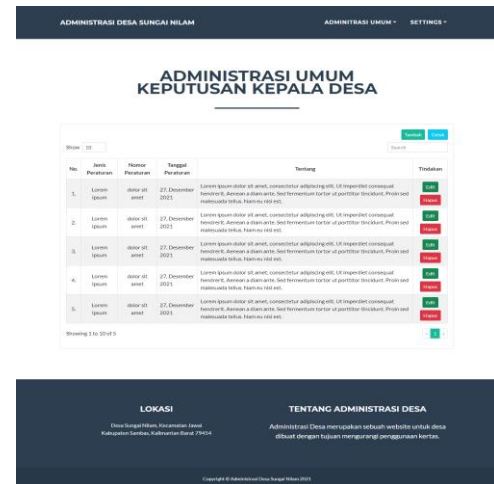 ADMINISTRASI DESA SUNGAI NILAM
ADMINITRASI UMUM
SETTINGS
ADMINISTRASI UMUM
KEPUTUSAN KEPALA DESA
Tambah Cetak
Show 10
Search
No. Jenis Peraturan Nomor Peraturan Tanggal Peraturan Tentang Tindakan
1. Lorem ipsum dolor sit amet 27, Desember 2021 Lorem ipsum dolor sit amet, consectetur adipiscing elit. Ut imperdiet consequat
hendrerit. Aenean a diam ante. Sed fermentum tortor ut porttitor tincidunt. Proin sed
malesuada tellus. Nam eu nisl est. Edit Hapus
2. Lorem ipsum dolor sit amet 27, Desember 2021 Lorem ipsum dolor sit amet, consectetur adipiscing elit. Ut imperdiet consequat
hendrerit. Aenean a diam ante. Sed fermentum tortor ut porttitor tincidunt. Proin sed
malesuada tellus. Nam eu nisl est. Edit Hapus
3. Lorem ipsum dolor sit amet 27, Desember 2021 Lorem ipsum dolor sit amet, consectetur adipiscing elit. Ut imperdiet consequat
hendrerit. Aenean a diam ante. Sed fermentum tortor ut porttitor tincidunt. Proin sed
malesuada tellus. Nam eu nisl est. Edit Hapus
4. Lorem ipsum dolor sit amet 27, Desember 2021 Lorem ipsum dolor sit amet, consectetur adipiscing elit. Ut imperdiet consequat
hendrerit. Aenean a diam ante. Sed fermentum tortor ut porttitor tincidunt. Proin sed
malesuada tellus. Nam eu nisl est. Edit Hapus
5. Lorem ipsum dolor sit amet 27, Desember 2021 Lorem ipsum dolor sit amet, consectetur adipiscing elit. Ut imperdiet consequat
hendrerit. Aenean a diam ante. Sed fermentum tortor ut porttitor tincidunt. Proin sed
malesuada tellus. Nam eu nisl est. Edit Hapus
Showing 1 to 10 of 5
1
LOKASI
Desa Sungai Nilam, Kecamatan Jawai
Kabupaten Sambas, Kalimantan Barat 79454
TENTANG ADMINISTRASI DESA
Administrasi Desa merupakan sebuah website untuk desa
dibuat dengan tujuan mengurangi penggunaan kertas.
Copyright © Administrasi Desa Sungai Nilam 2021